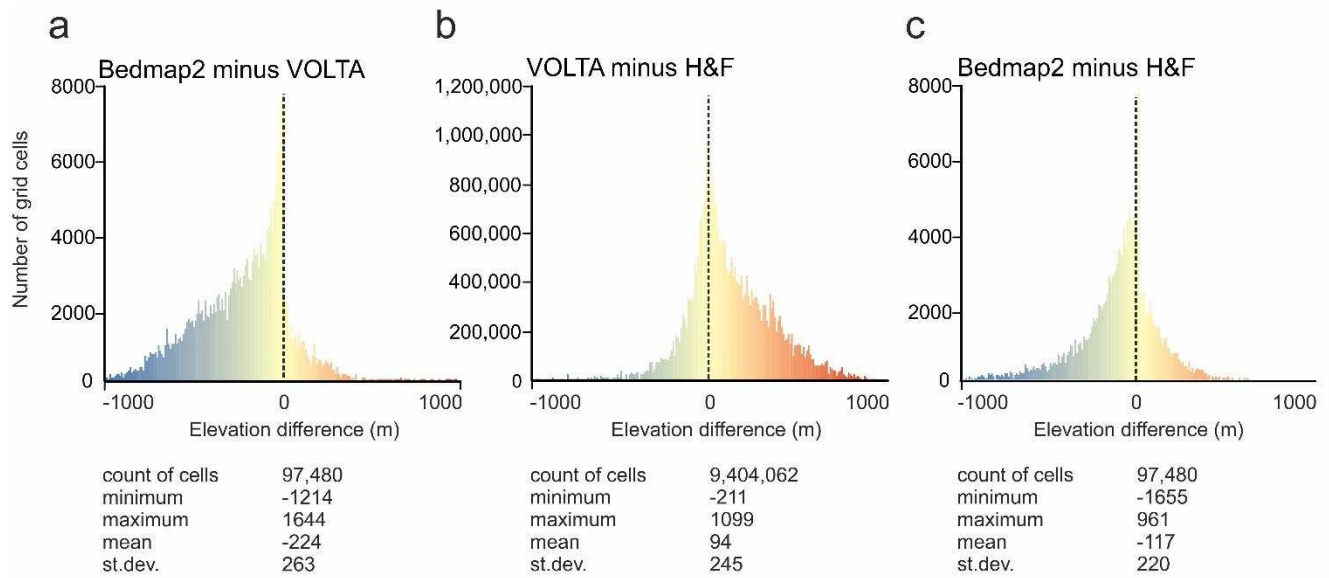 a
Bedmap2 minus VOLTA
8000
6000
4000
2000
0
Number of grid cells
-1000 0 1000
Elevation difference (m)
count of cells 97,480
minimum -1214
maximum 1644
mean -224
st.dev. 263
b
VOLTA minus H&F
1,200,000
1,000,000
800,000
600,000
400,000
200,000
0
-1000 0 1000
Elevation difference (m)
count of cells 9,404,062
minimum -211
maximum 1099
mean 94
st.dev. 245
c
Bedmap2 minus H&F
8000
6000
4000
2000
0
-1000 0 1000
Elevation difference (m)
count of cells 97,480
minimum -1655
maximum 961
mean -117
st.dev. 220